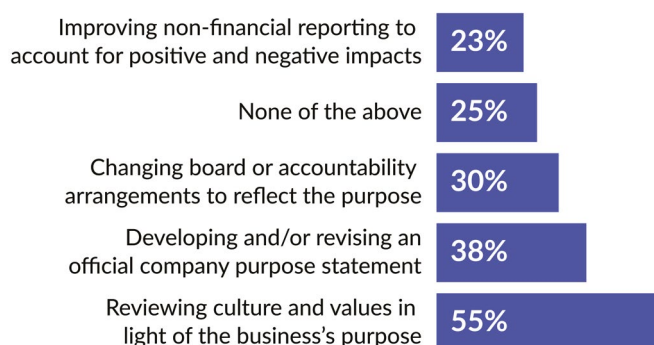 Improving non-financial reporting to
account for positive and negative impacts
23%
None of the above
25%
Changing board or accountability
arrangements to reflect the purpose
30%
Developing and/or revising an
official company purpose statement
38%
Reviewing culture and values in
light of the business’s purpose
55%